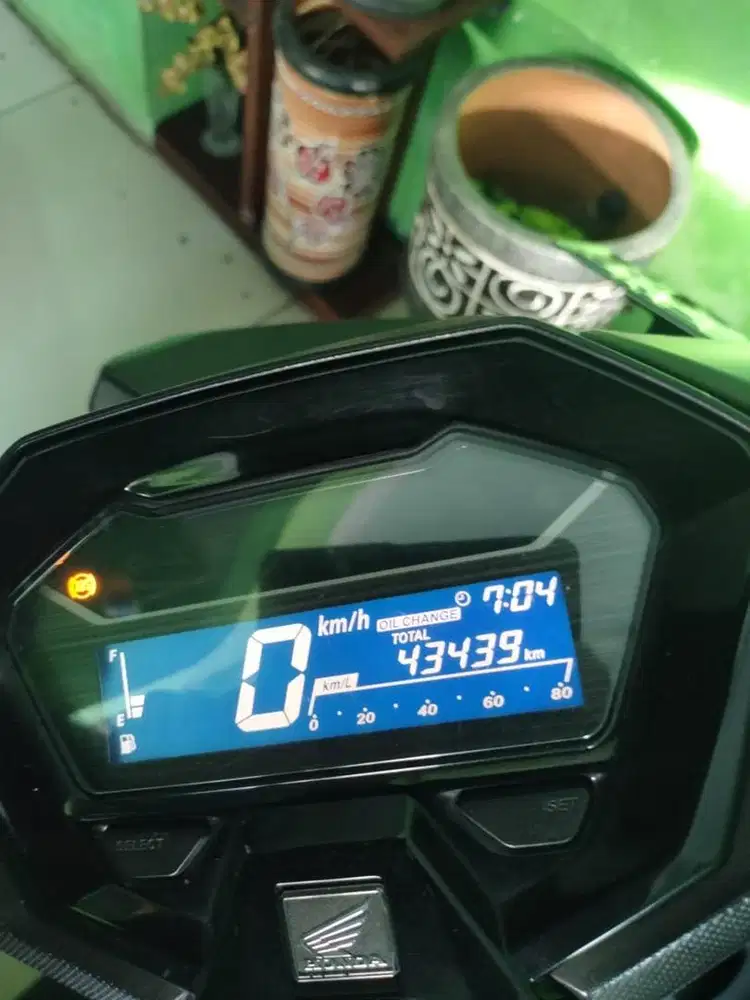 7:04
km/h OIL CHANGE
TOTAL
F
0
43439 km
km/L
E
0 20 40 60 80
SELECT
SET
HONDA